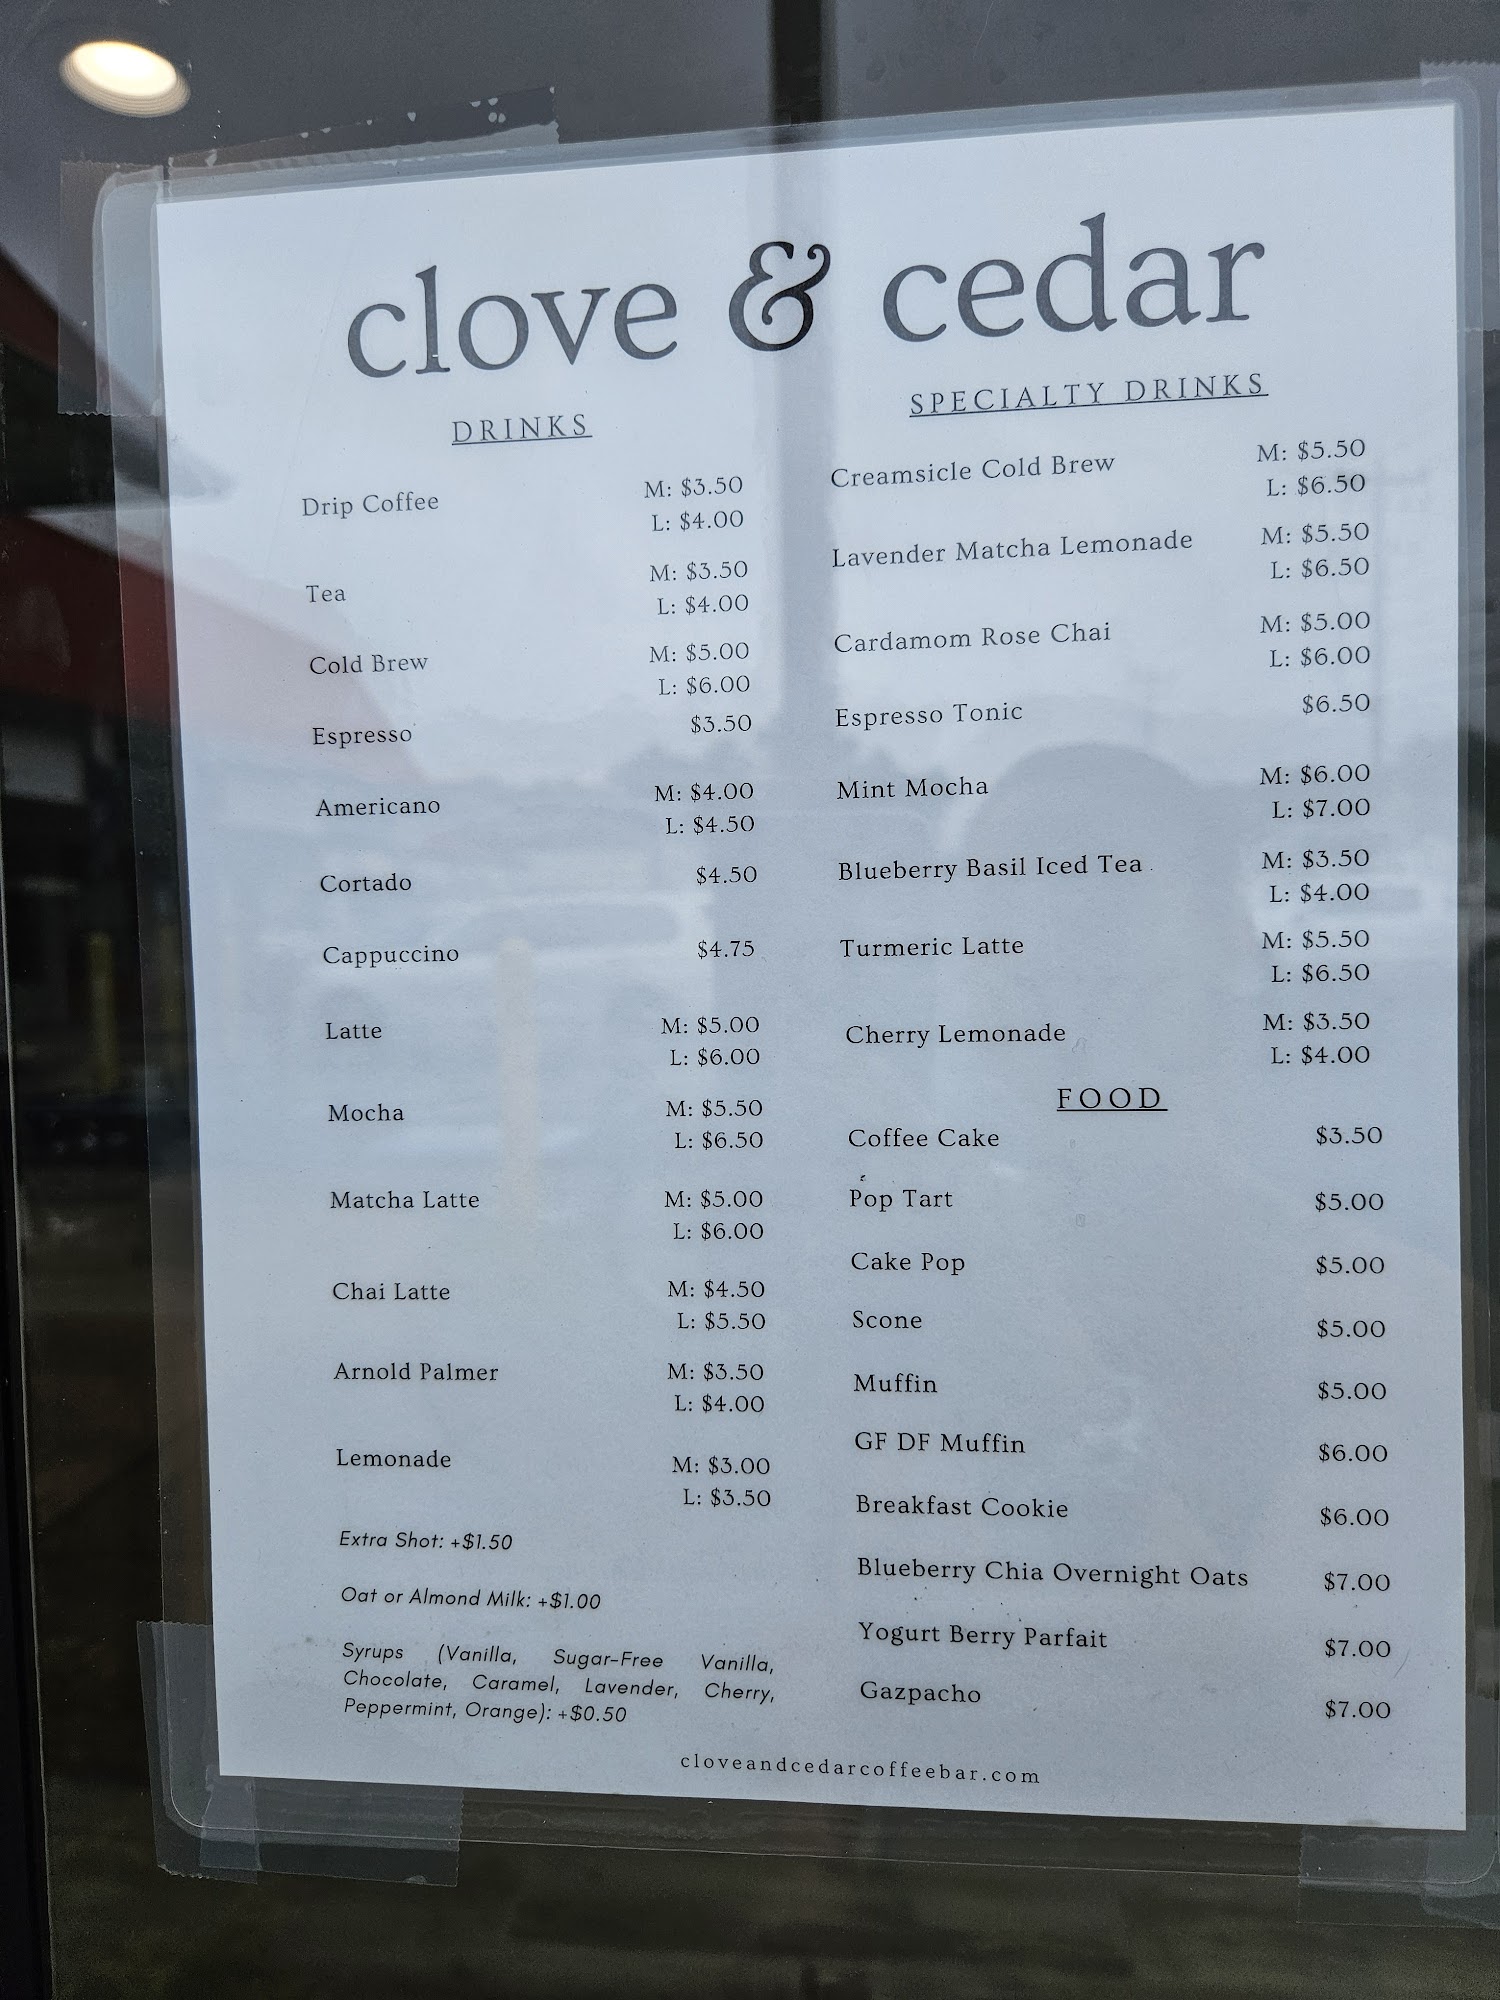 clove & cedar
DRINKS
Drip Coffee M: $3.50
L: $4.00
Tea M: $3.50
L: $4.00
Cold Brew M: $5.00
L: $6.00
Espresso $3.50
Americano M: $4.00
L: $4.50
Cortado $4.50
Cappuccino $4.75
Latte M: $5.00
L: $6.00
Mocha M: $5.50
L: $6.50
Matcha Latte M: $5.00
L: $6.00
Chai Latte M: $4.50
L: $5.50
Arnold Palmer M: $3.50
L: $4.00
Lemonade M: $3.00
L: $3.50
Extra Shot: +$1.50
Oat or Almond Milk: +$1.00
Syrups (Vanilla, Sugar-Free Vanilla,
Chocolate, Caramel, Lavender, Cherry,
Peppermint, Orange): +$0.50
SPECIALTY DRINKS
Creamsicle Cold Brew M: $5.50
L: $6.50
Lavender Matcha Lemonade M: $5.50
L: $6.50
Cardamom Rose Chai M: $5.00
L: $6.00
Espresso Tonic $6.50
Mint Mocha M: $6.00
L: $7.00
Blueberry Basil Iced Tea M: $3.50
L: $4.00
Turmeric Latte M: $5.50
L: $6.50
Cherry Lemonade M: $3.50
L: $4.00
FOOD
Coffee Cake $3.50
Pop Tart $5.00
Cake Pop $5.00
Scone $5.00
Muffin $5.00
GF DF Muffin $6.00
Breakfast Cookie $6.00
Blueberry Chia Overnight Oats $7.00
Yogurt Berry Parfait $7.00
Gazpacho $7.00
cloveandcedarcoffeebar.com